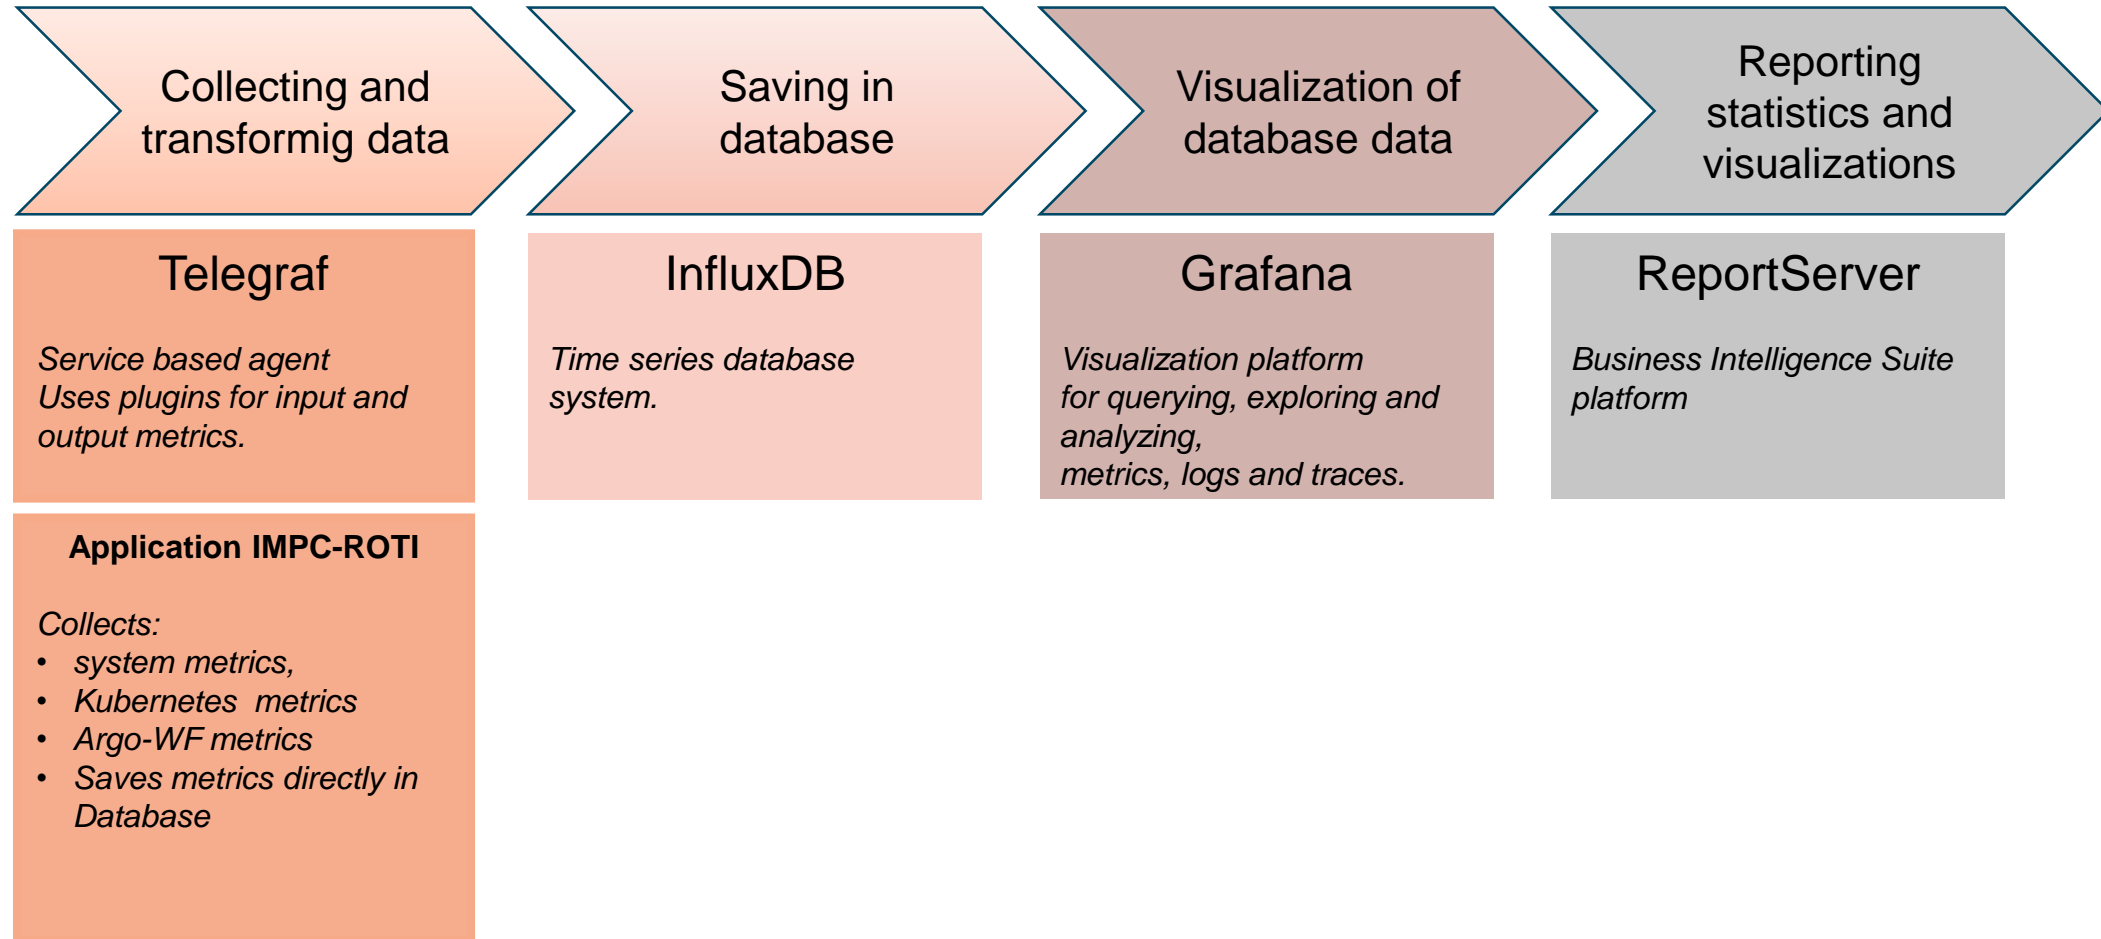 Collecting and
transformig data
Saving in
database
Visualization of
database data
Reporting
statistics and
visualizations
Telegraf
Service based agent
Uses plugins for input and
output metrics.
InfluxDB
Time series database
system.
Grafana
Visualization platform
for querying, exploring and
analyzing,
metrics, logs and traces.
ReportServer
Business Intelligence Suite
platform
Application IMPC-ROTI
Collects:
• system metrics,
• Kubernetes  metrics
• Argo-WF metrics
• Saves metrics directly in
Database